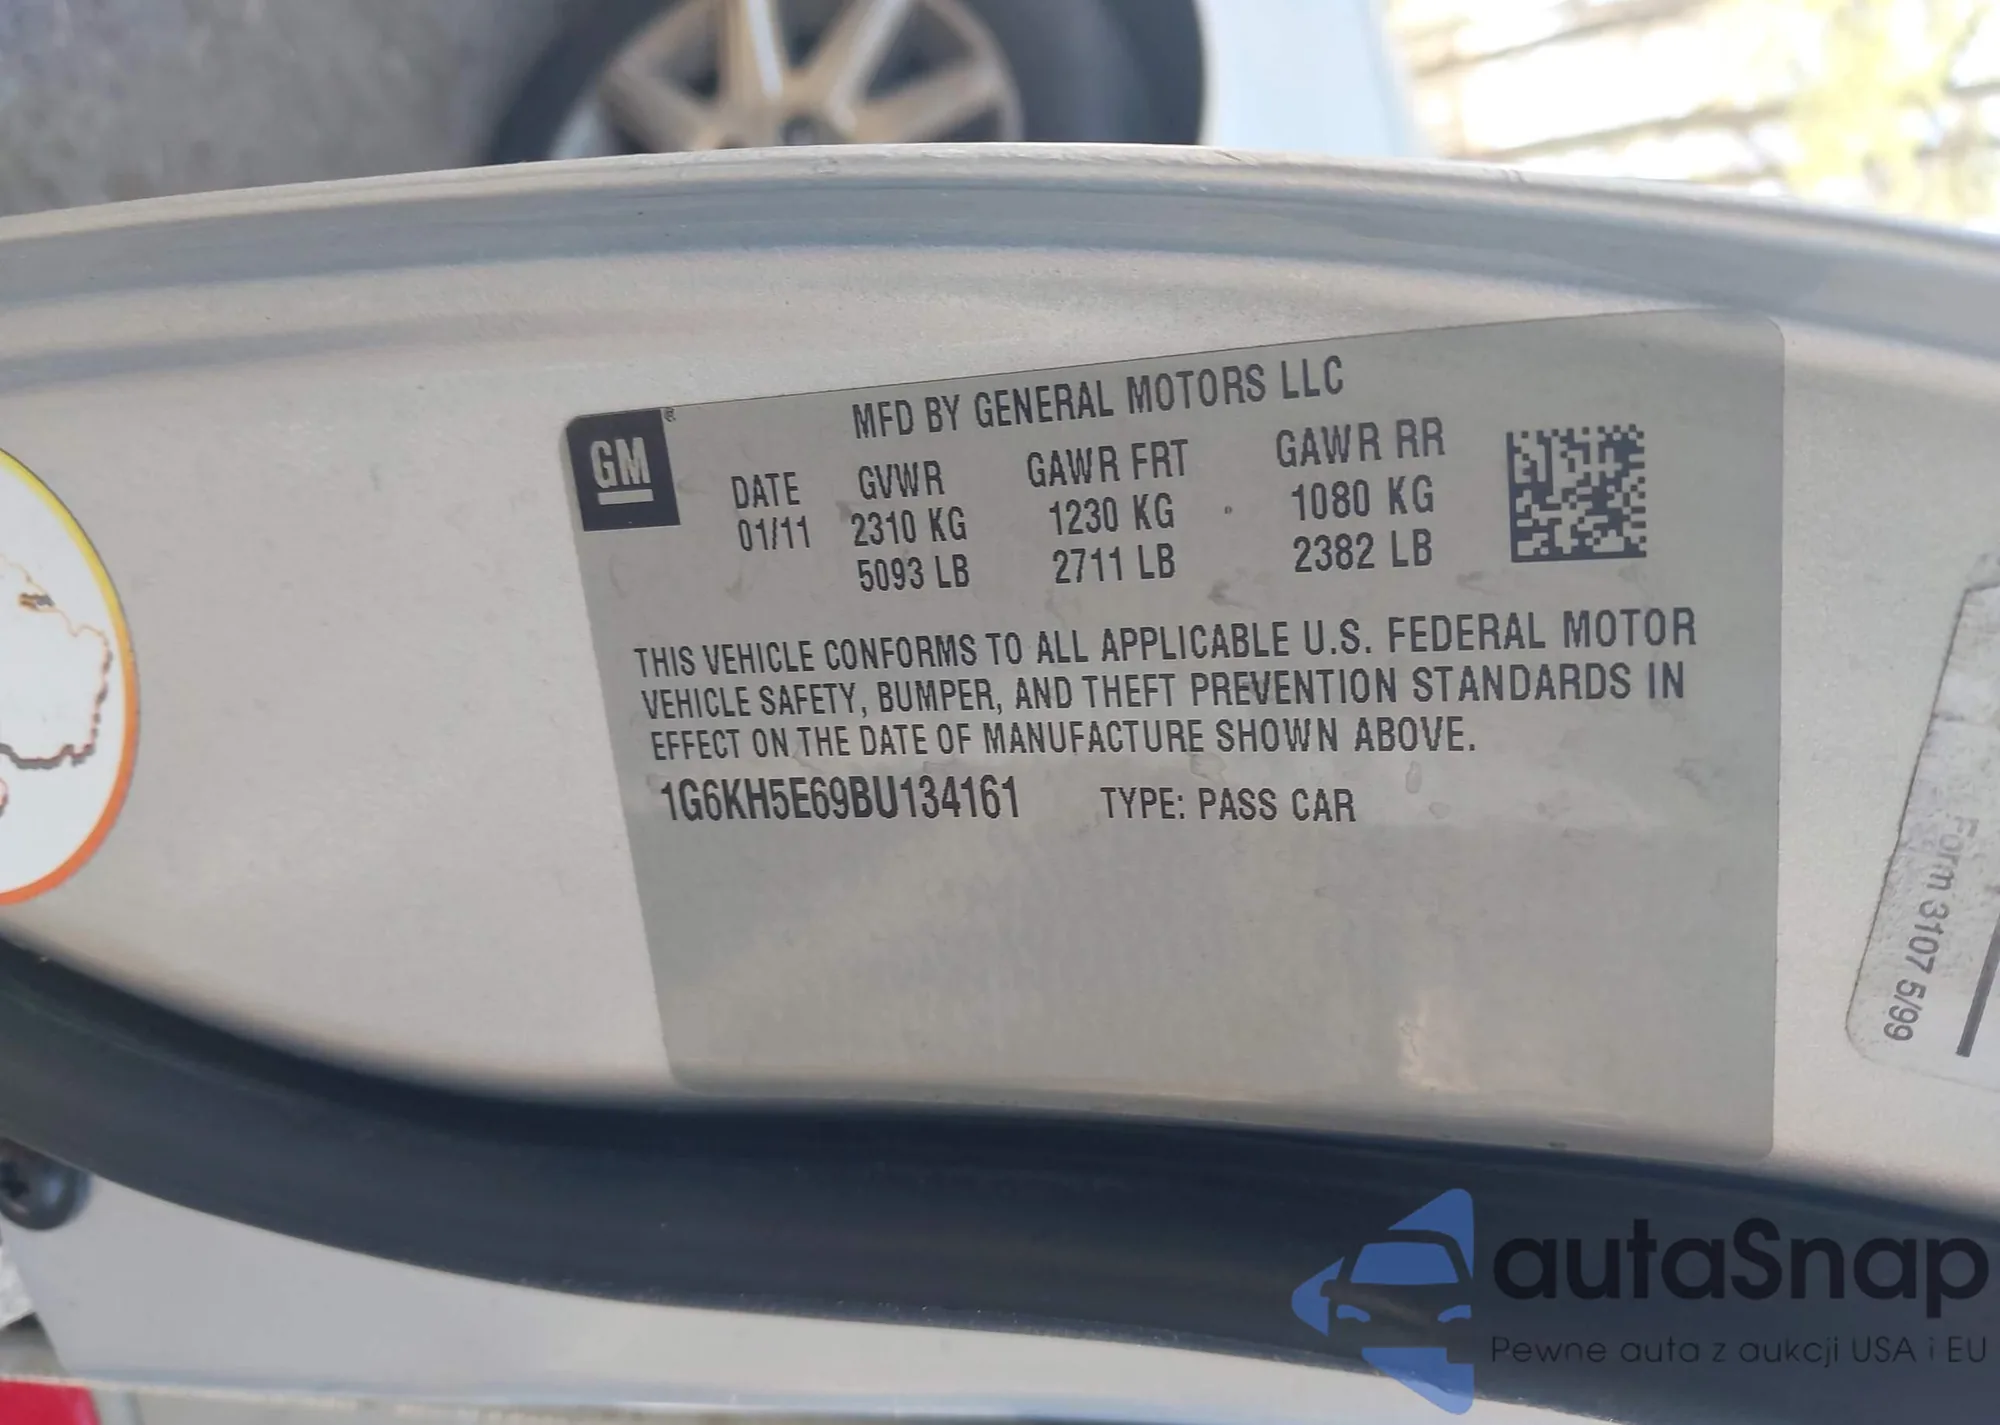 MFD BY GENERAL MOTORS LLC
GM®
DATE GVWR GAWR FRT GAWR RR
01/11 2310 KG 1230 KG 1080 KG
5093 LB 2711 LB 2382 LB
THIS VEHICLE CONFORMS TO ALL APPLICABLE U.S. FEDERAL MOTOR
VEHICLE SAFETY, BUMPER, AND THEFT PREVENTION STANDARDS IN
EFFECT ON THE DATE OF MANUFACTURE SHOWN ABOVE.
1G6KH5E69BU134161 TYPE: PASS CAR
Form 3107 5/99
autaSnap
Pewne auta z aukcji USA i EU